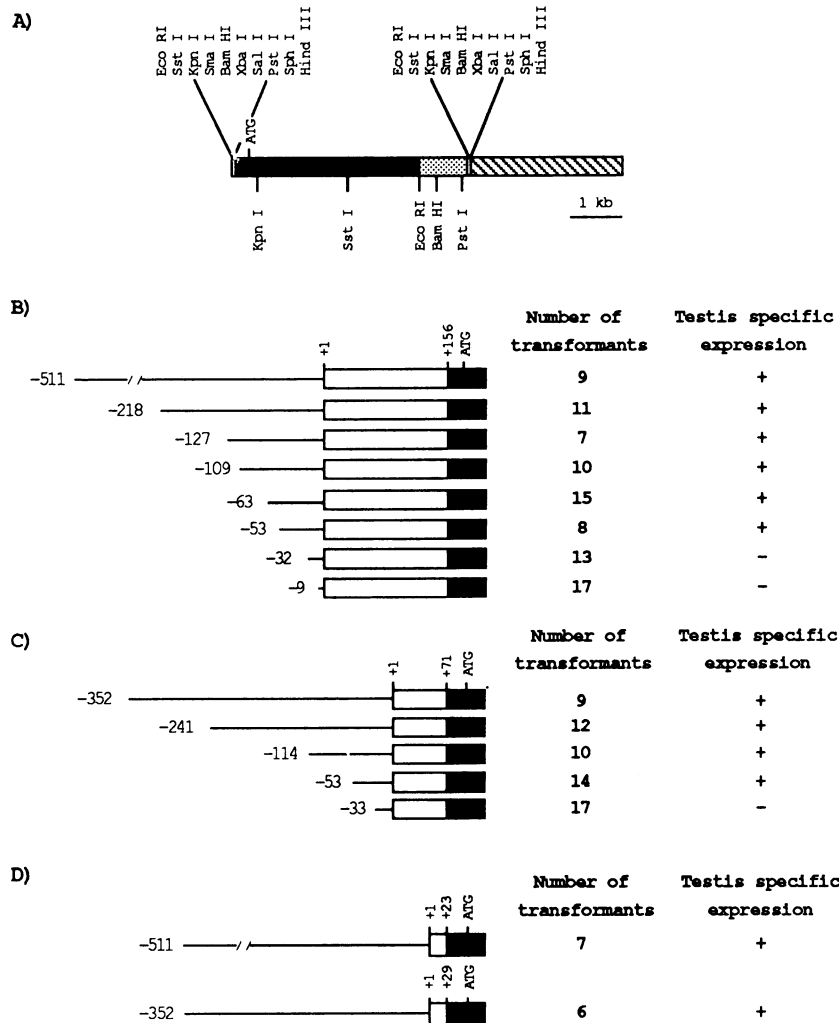 A)
Eco RI
Sst I
Kpn I
Sma I
Bam HI
Xba I
Sal I
Pst I
Sph I
Hind III
Eco RI
Sst I
Kpn I
Sma I
Bam HI
Xba I
Sal I
Pst I
Sph I
Hind III
ATG
Kpn I
Sst I
Eco RI
Bam HI
Pst I
1 kb
B)
Number of transformants
Testis specific expression
+1
+156
ATG
-511 9 +
-218 11 +
-127 7 +
-109 10 +
-63 15 +
-53 8 +
-32 13 -
-9 17 -
C)
Number of transformants
Testis specific expression
+1
+71
ATG
-352 9 +
-241 12 +
-114 10 +
-53 14 +
-33 17 -
D)
Number of transformants
Testis specific expression
+1
+23
ATG
-511 7 +
+1
+29
ATG
-352 6 +